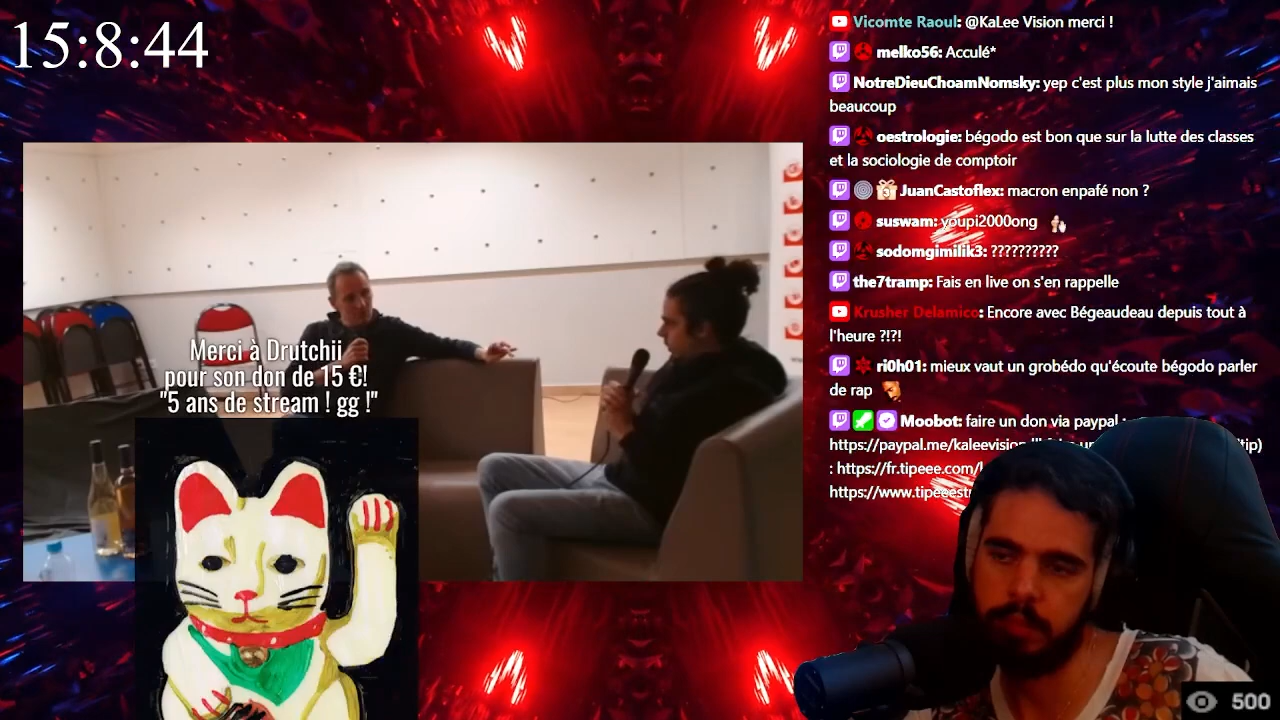 15:8:44
Vicomte Raoul: @KaLee Vision merci !
melko56: Acculé*
NotreDieuChoamNomsky: yep c'est plus mon style j'aimais
beaucoup
oestrologie: bégodo est bon que sur la lutte des classes
et la sociologie de comptoir
JuanCastoflex: macron enpafé non ?
suswam: youpi2000ong
sodomgimilik3: ??????????
the7tramp: Fais en live on s'en rappelle
Krusher Delamico: Encore avec Bégeaudeau depuis tout à
l'heure ?!?!
ri0h01: mieux vaut un grobédo qu'écoute bégodo parler
de rap
Moobot: faire un don via paypal :
https://paypal.me/kaleevision
tip)
: https://fr.tipeee.com/
https://www.tipeeest
Merci à Drutchii
pour son don de 15 €!
"5 ans de stream ! gg !"
500